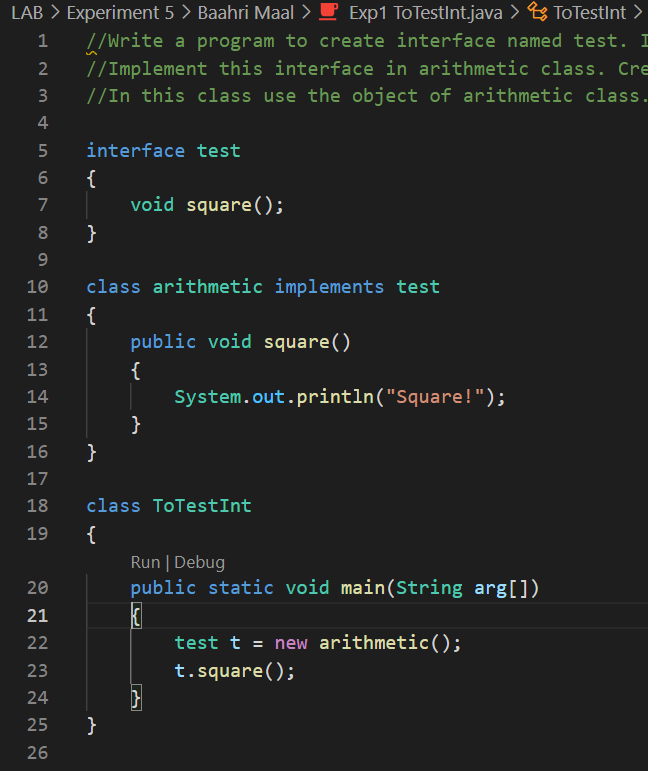 LAB > Experiment 5 > Baahri Maal > Exp1 ToTestInt.java > ToTestInt >
1 //Write a program to create interface named test. I
2 //Implement this interface in arithmetic class. Cre
3 //In this class use the object of arithmetic class.
4
5 interface test
6 {
7     void square();
8 }
9
10 class arithmetic implements test
11 {
12     public void square()
13     {
14         System.out.println("Square!");
15     }
16 }
17
18 class ToTestInt
19 {
Run | Debug
20     public static void main(String arg[])
21     {
22         test t = new arithmetic();
23         t.square();
24     }
25 }
26